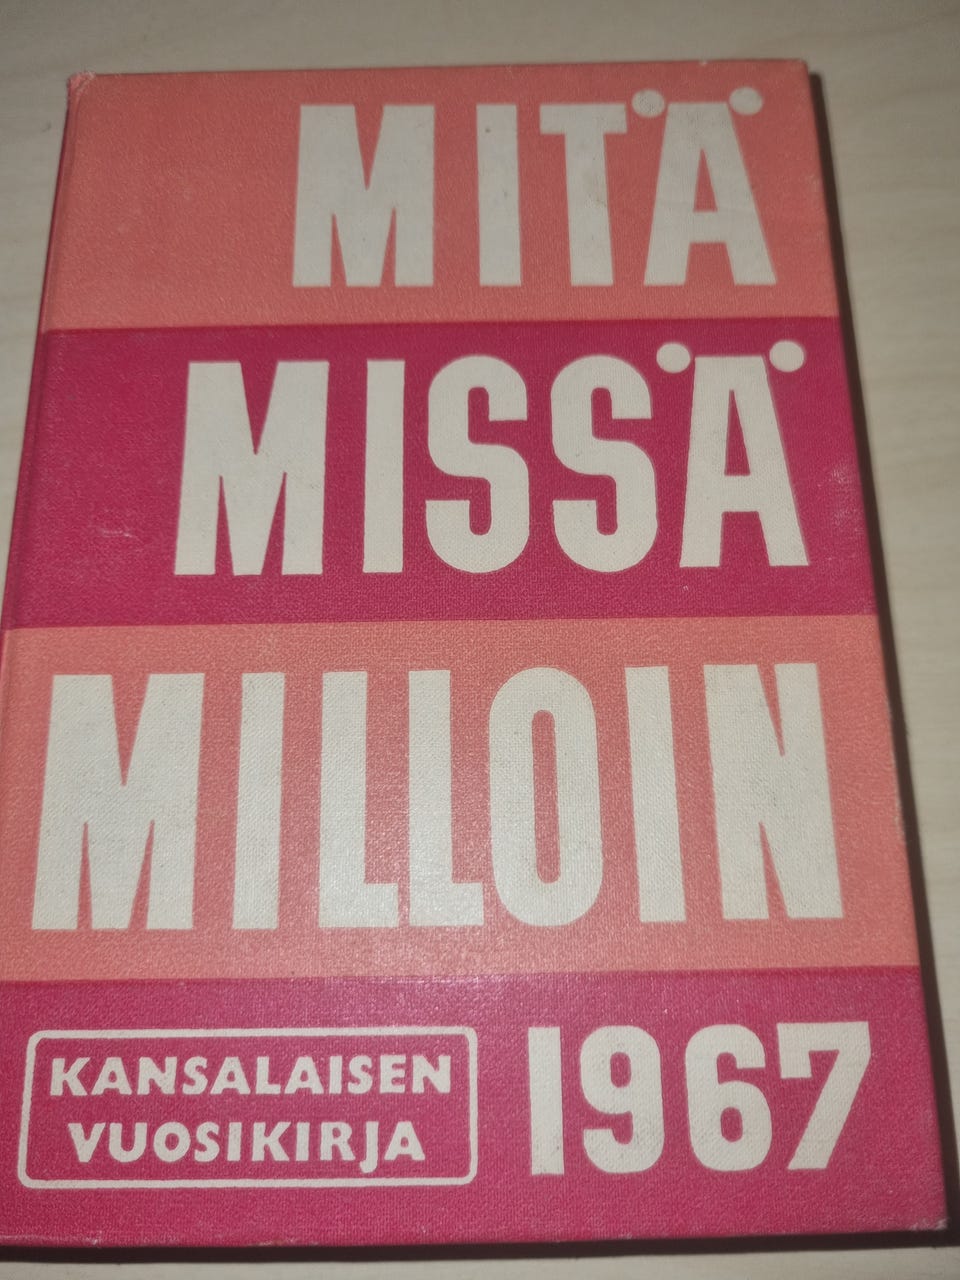 MITÄ
MISSÄ
MILLOIN
KANSALAISEN
VUOSIKIRJA
1967